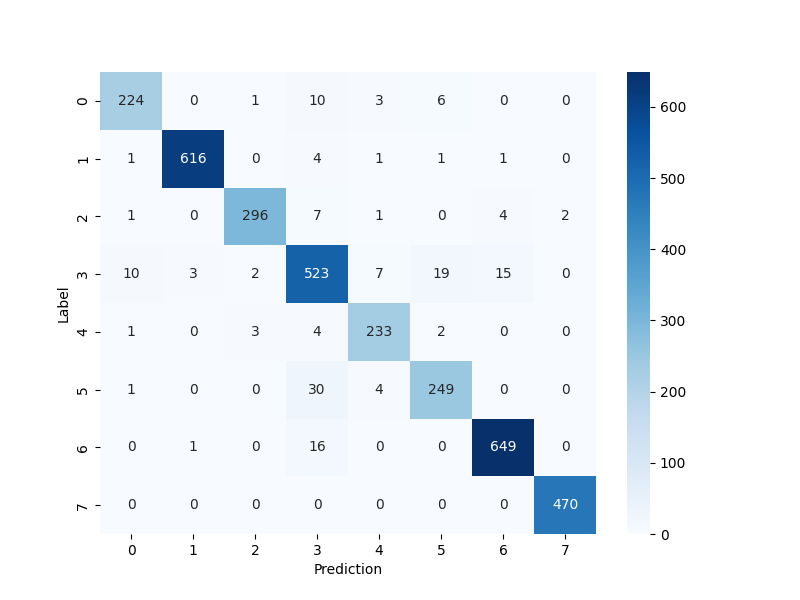 0 224 0 1 10 3 6 0 0
1 1 616 0 4 1 1 1 0
2 1 0 296 7 1 0 4 2
3 10 3 2 523 7 19 15 0
4 1 0 3 4 233 2 0 0
5 1 0 0 30 4 249 0 0
6 0 1 0 16 0 0 649 0
7 0 0 0 0 0 0 0 470
0 1 2 3 4 5 6 7
Prediction
Label
600
500
400
300
200
100
0